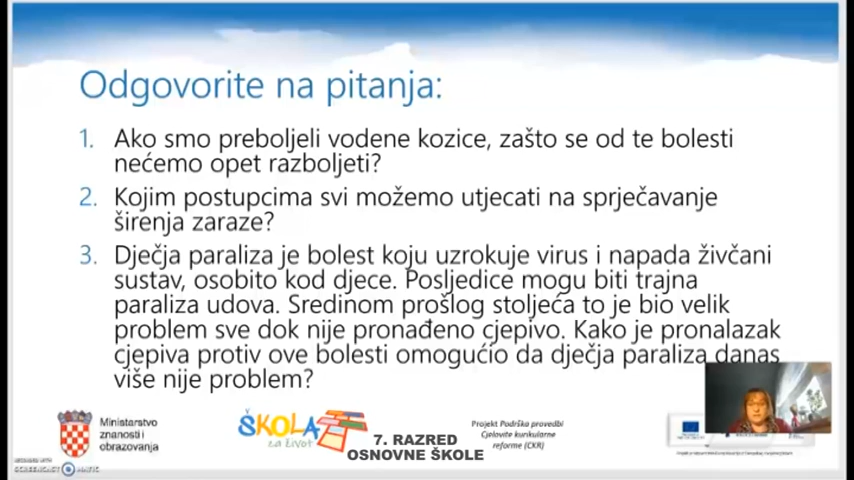 Odgovorite na pitanja:
1. Ako smo preboljeli vodene kozice, zašto se od te bolesti
nećemo opet razboljeti?
2. Kojim postupcima svi možemo utjecati na sprječavanje
širenja zaraze?
3. Dječja paraliza je bolest koju uzrokuje virus i napada živčani
sustav, osobito kod djece. Posljedice mogu biti trajna
paraliza udova. Sredinom prošlog stoljeća to je bio velik
problem sve dok nije pronađeno cjepivo. Kako je pronalazak
cjepiva protiv ove bolesti omogućio da dječja paraliza danas
više nije problem?
Ministarstvo
znanosti i
obrazovanja
ŠKOLA
za život
7. RAZRED
OSNOVNE ŠKOLE
Projekt Podrška provedbi
Cjelovite kurikularne
reforme (CKR)
RECORDED WITH
SCREENCAST MATIC